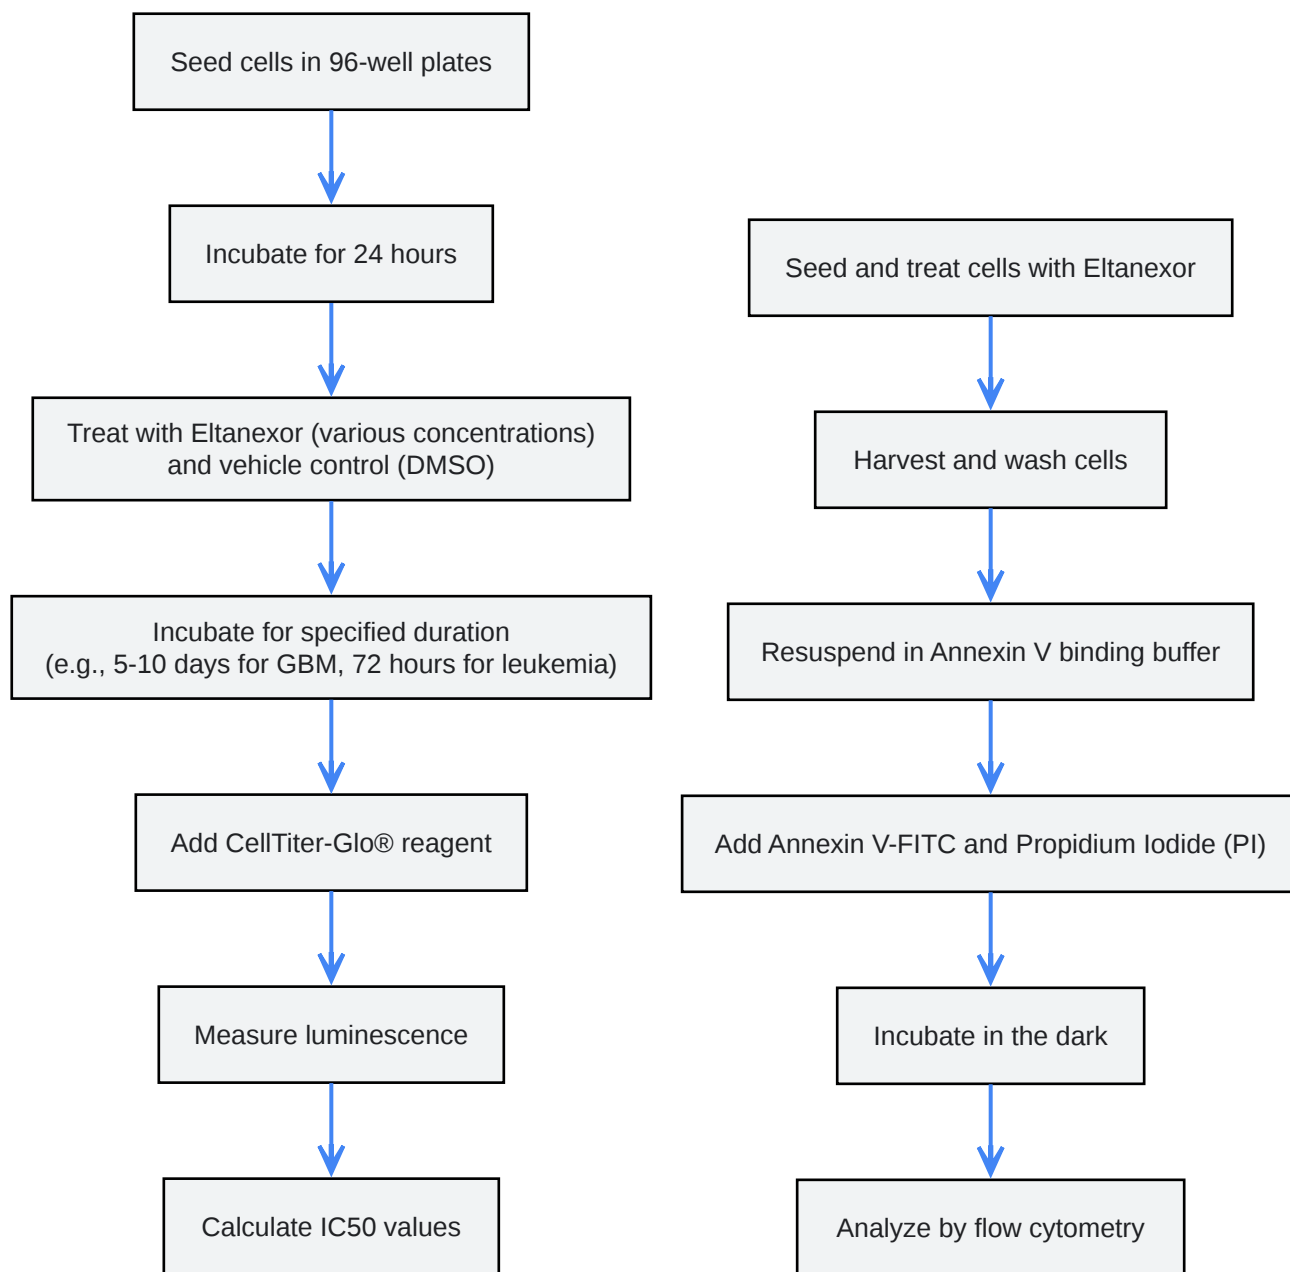 Seed cells in 96-well plates
Incubate for 24 hours
Treat with Eltanexor (various concentrations)
and vehicle control (DMSO)
Incubate for specified duration
(e.g., 5-10 days for GBM, 72 hours for leukemia)
Add CellTiter-Glo® reagent
Measure luminescence
Calculate IC50 values
Seed and treat cells with Eltanexor
Harvest and wash cells
Resuspend in Annexin V binding buffer
Add Annexin V-FITC and Propidium Iodide (PI)
Incubate in the dark
Analyze by flow cytometry